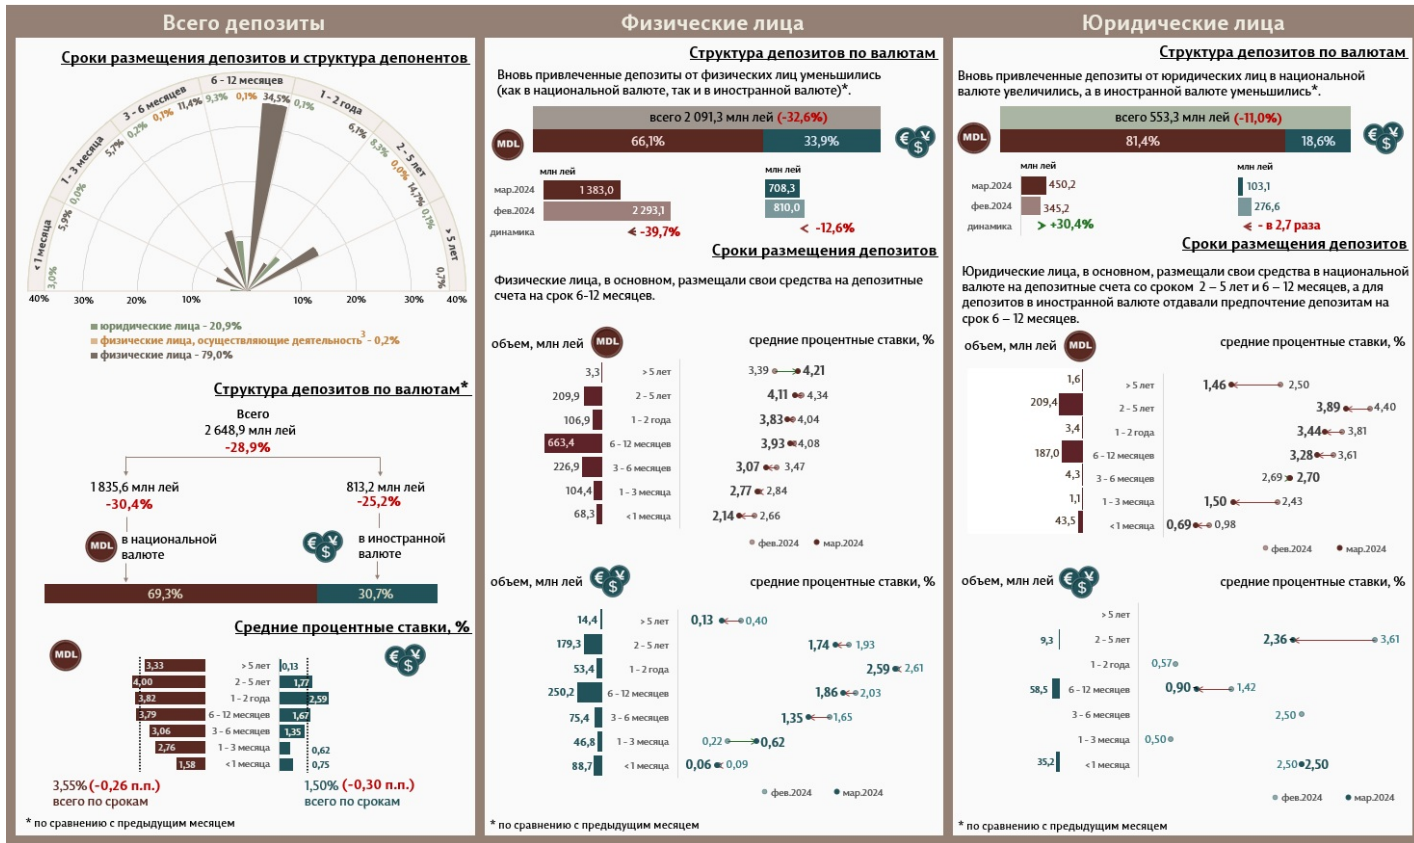 Всего депозиты
Сроки размещения депозитов и структура депонентов
< 1 месяца
1 - 3 месяца
3 - 6 месяцев
6 - 12 месяцев
1 - 2 года
2 - 5 лет
> 5 лет
3,0%
5,9%
0,0%
5,7%
0,2%
0,1%
11,4%
9,3%
0,1%
34,5%
0,1%
6,1%
8,3%
0,0%
14,7%
0,1%
0,7%
40%
30%
20%
10%
10%
20%
30%
40%
юридические лица - 20,9%
физические лица, осуществляющие деятельность³ - 0,2%
физические лица - 79,0%
Структура депозитов по валютам*
Всего
2 648,9 млн лей
-28,9%
1 835,6 млн лей
-30,4%
813,2 млн лей
-25,2%
MDL
в национальной
валюте
€ ¥ $
в иностранной
валюте
69,3%
30,7%
Средние процентные ставки, %
MDL
€ ¥ $
3,33 > 5 лет 0,13
4,00 2 - 5 лет 1,77
3,82 1 - 2 года 2,59
3,79 6 - 12 месяцев 1,67
3,06 3 - 6 месяцев 1,35
2,76 1 - 3 месяца 0,62
1,58 < 1 месяца 0,75
3,55% (-0,26 п.п.)
всего по срокам
1,50% (-0,30 п.п.)
всего по срокам
* по сравнению с предыдущим месяцем
Физические лица
Структура депозитов по валютам
Вновь привлеченные депозиты от физических лиц уменьшились
(как в национальной валюте, так и в иностранной валюте)*.
всего 2 091,3 млн лей (-32,6%)
MDL
66,1%
33,9%
€ ¥ $
млн лей
млн лей
мар.2024 1 383,0 708,3
фев.2024 2 293,1 810,0
динамика < -39,7% < -12,6%
Сроки размещения депозитов
Физические лица, в основном, размещали свои средства на депозитные
счета на срок 6-12 месяцев.
объем, млн лей MDL средние процентные ставки, %
3,3 > 5 лет 3,39 4,21
209,9 2 - 5 лет 4,11 4,34
106,9 1 - 2 года 3,83 4,04
663,4 6 - 12 месяцев 3,93 4,08
226,9 3 - 6 месяцев 3,07 3,47
104,4 1 - 3 месяца 2,77 2,84
68,3 < 1 месяца 2,14 2,66
фев.2024 мар.2024
объем, млн лей € ¥ $ средние процентные ставки, %
14,4 > 5 лет 0,13 0,40
179,3 2 - 5 лет 1,74 1,93
53,4 1 - 2 года 2,59 2,61
250,2 6 - 12 месяцев 1,86 2,03
75,4 3 - 6 месяцев 1,35 1,65
46,8 1 - 3 месяца 0,22 0,62
88,7 < 1 месяца 0,06 0,09
фев.2024 мар.2024
* по сравнению с предыдущим месяцем
Юридические лица
Структура депозитов по валютам
Вновь привлеченные депозиты от юридических лиц в национальной
валюте увеличились, а в иностранной валюте уменьшились*.
всего 553,3 млн лей (-11,0%)
MDL
81,4%
18,6%
€ ¥ $
млн лей
млн лей
мар.2024 450,2 103,1
фев.2024 345,2 276,6
динамика > +30,4% < - в 2,7 раза
Сроки размещения депозитов
Юридические лица, в основном, размещали свои средства в национальной
валюте на депозитные счета со сроком 2 – 5 лет и 6 – 12 месяцев, а для
депозитов в иностранной валюте отдавали предпочтение депозитам на
срок 6 – 12 месяцев.
объем, млн лей MDL средние процентные ставки, %
1,6 > 5 лет 1,46 2,50
209,4 2 - 5 лет 3,89 4,40
3,4 1 - 2 года 3,44 3,81
187,0 6 - 12 месяцев 3,28 3,61
4,3 3 - 6 месяцев 2,69 2,70
1,1 1 - 3 месяца 1,50 2,43
43,5 < 1 месяца 0,69 0,98
фев.2024 мар.2024
объем, млн лей € ¥ $ средние процентные ставки, %
> 5 лет
9,3 2 - 5 лет 2,36 3,61
1 - 2 года 0,57
58,5 6 - 12 месяцев 0,90 1,42
3 - 6 месяцев 2,50
1 - 3 месяца 0,50
35,2 < 1 месяца 2,50 2,50
фев.2024 мар.2024
* по сравнению с предыдущим месяцем